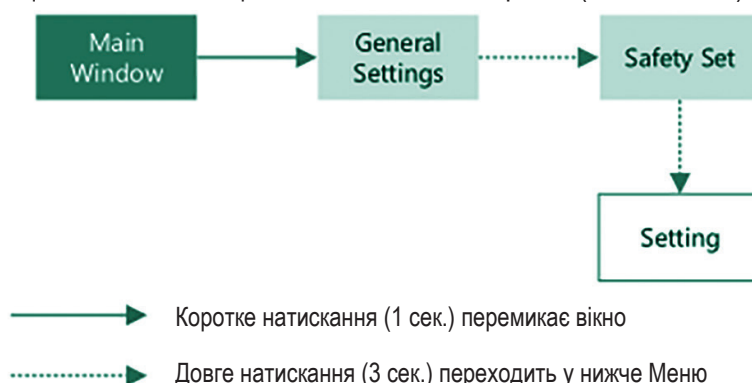 Main
Window
General
Settings
Safety Set
Setting
Коротке натискання (1 сек.) перемикає вікно
Довге натискання (3 сек.) переходить у нижче Меню